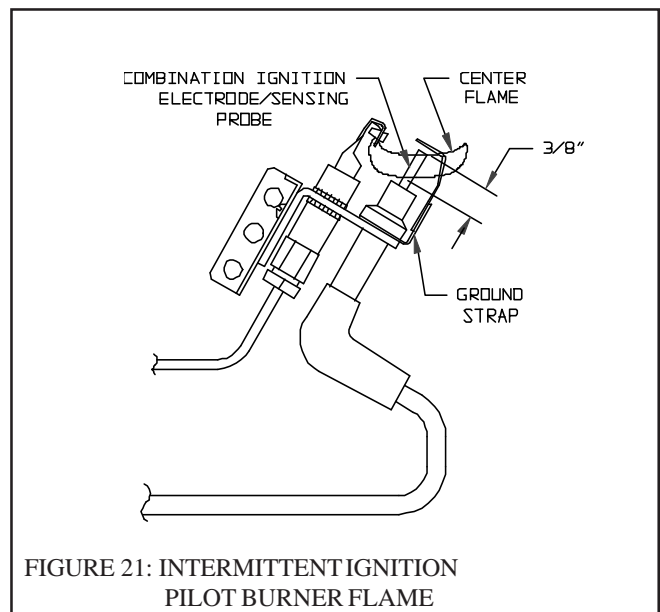 COMBINATION IGNITION
ELECTRODE/SENSING
PROBE
CENTER
FLAME
3/8"
GROUND
STRAP
FIGURE 21: INTERMITTENT IGNITION
PILOT BURNER FLAME